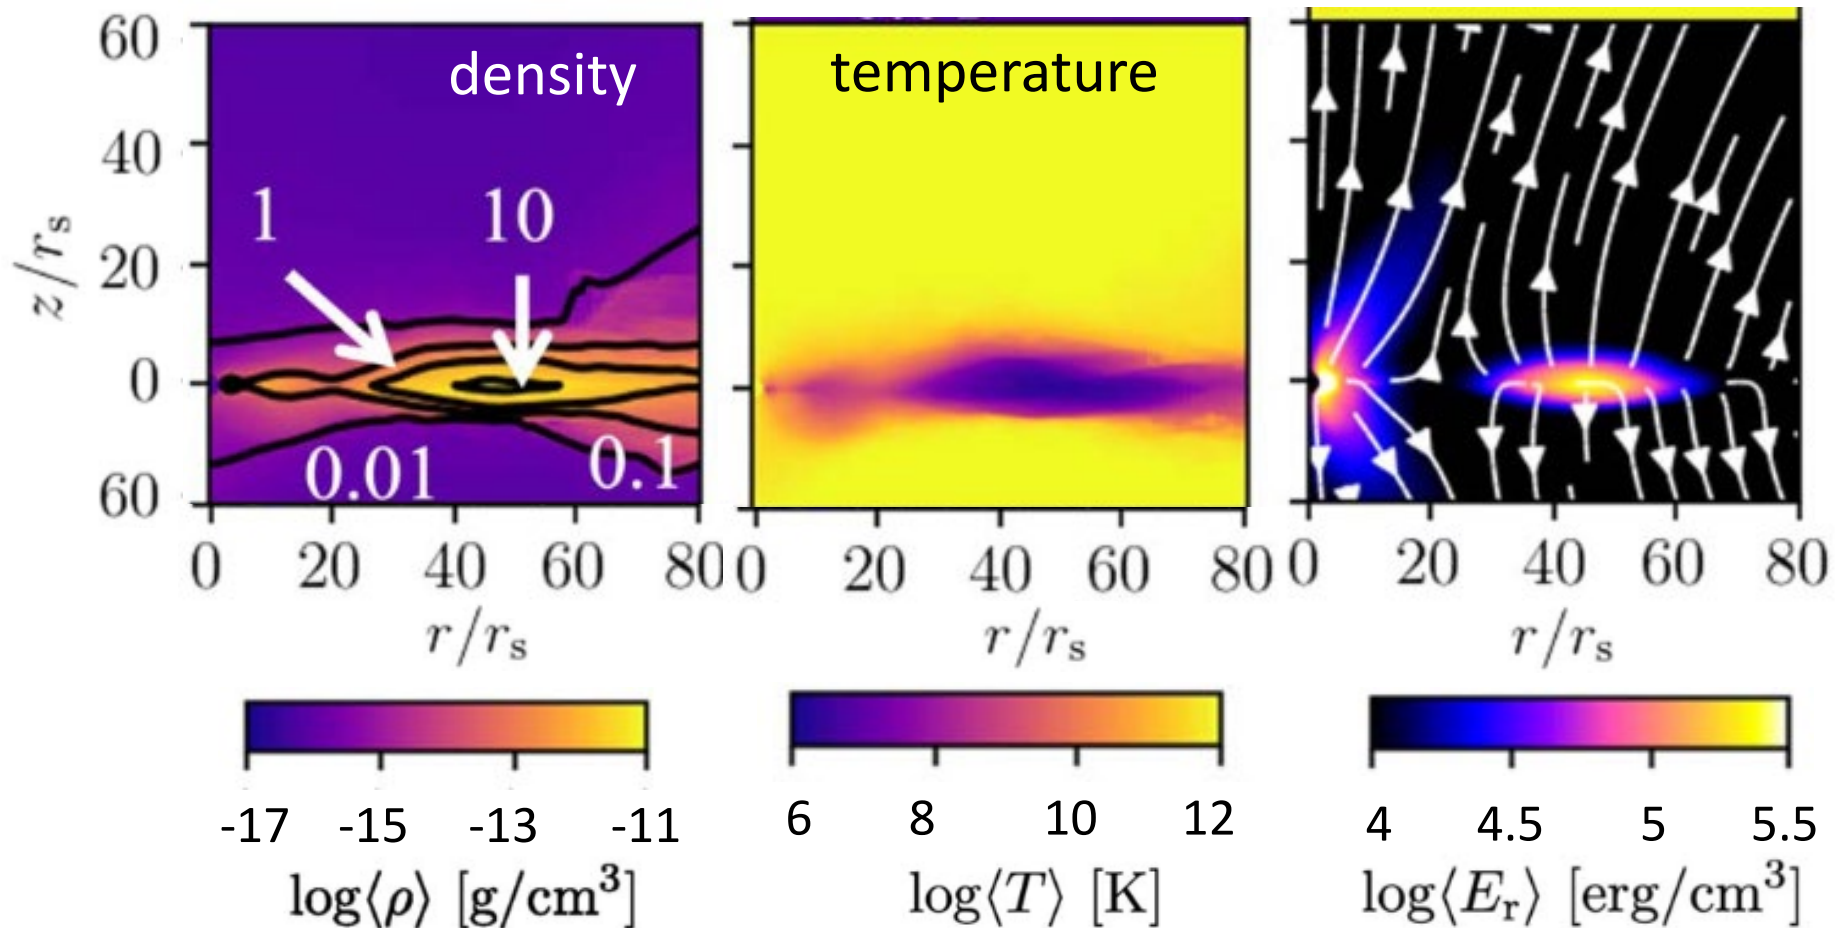 density
temperature
60
40
20
0
60
z/rs
1
10
0.01
0.1
0 20 40 60 80
0 20 40 60 80
0 20 40 60 80
r/rs
r/rs
r/rs
-17 -15 -13 -11
6 8 10 12
4 4.5 5 5.5
log⟨ρ⟩ [g/cm³]
log⟨T⟩ [K]
log⟨Er⟩ [erg/cm³]